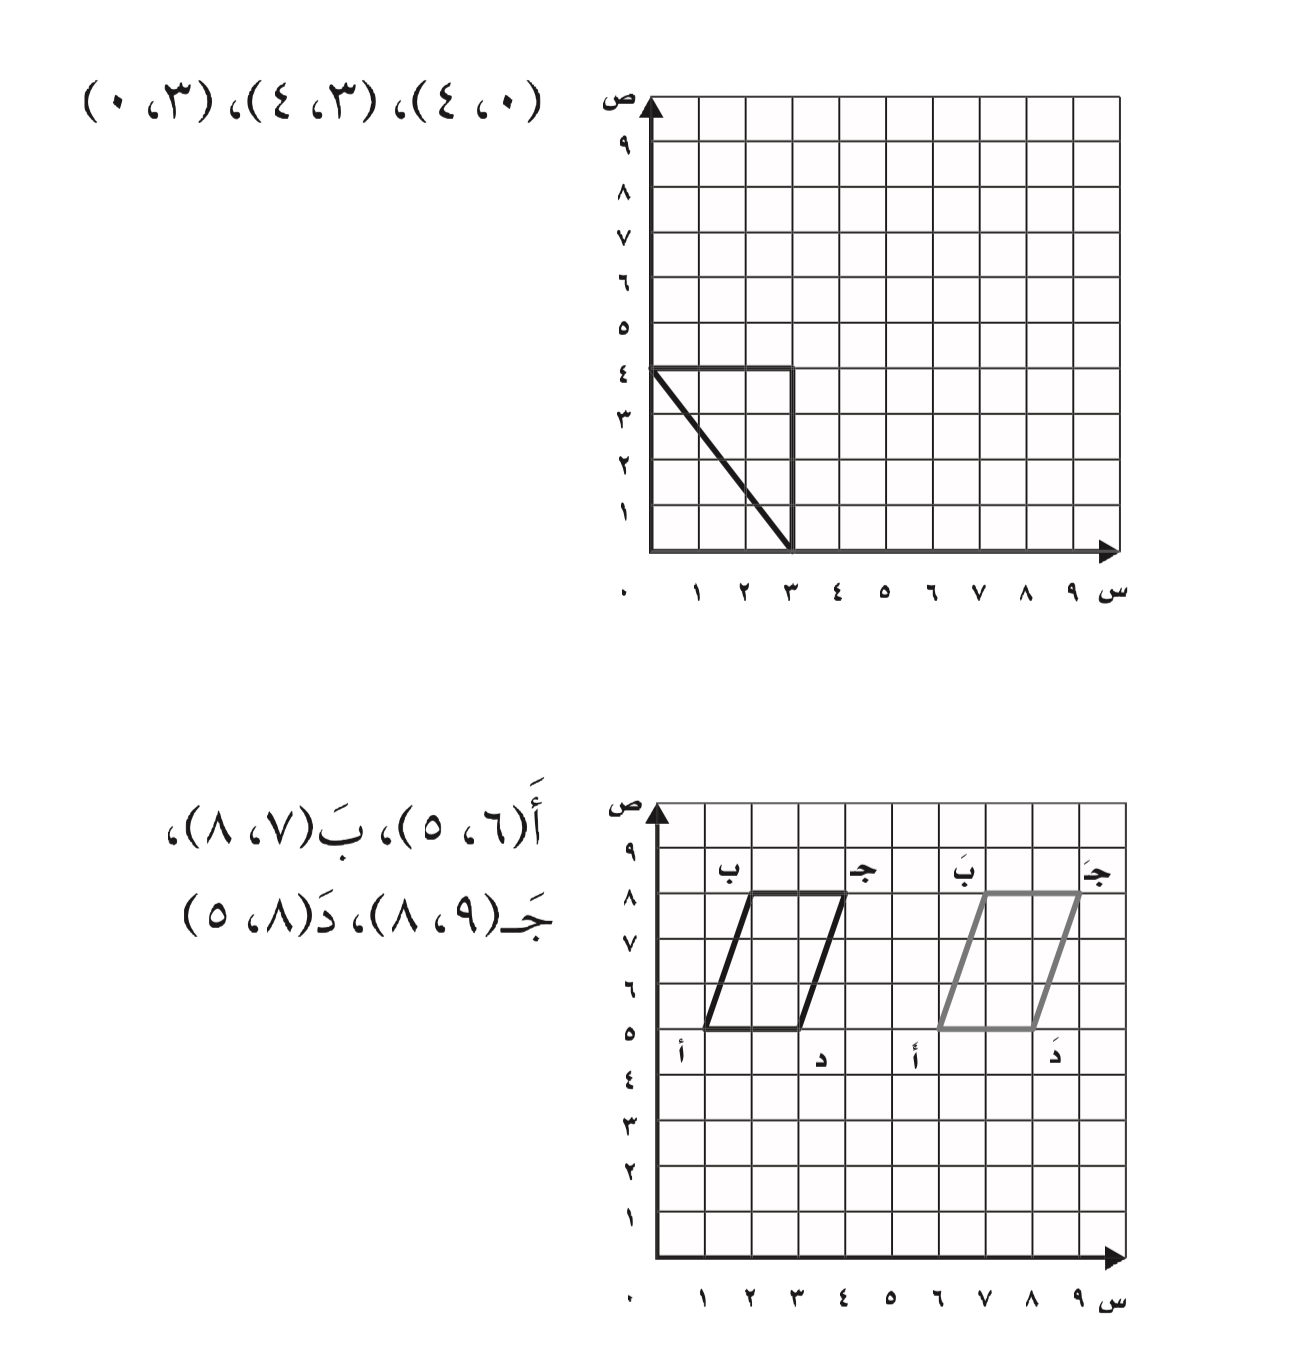 (٠، ٤)، (٣، ٤)، (٣، ٠)
ص
٩
٨
٧
٦
٥
٤
٣
٢
١
٠ ١ ٢ ٣ ٤ ٥ ٦ ٧ ٨ ٩ س
أَ(٦، ٥)، بَ(٧، ٨)،
جَـ(٩، ٨)، دَ(٨، ٥)
ص
٩
ب جـ بَ جَـ
٨
٧
٦
٥
أ د أَ دَ
٤
٣
٢
١
٠ ١ ٢ ٣ ٤ ٥ ٦ ٧ ٨ ٩ س